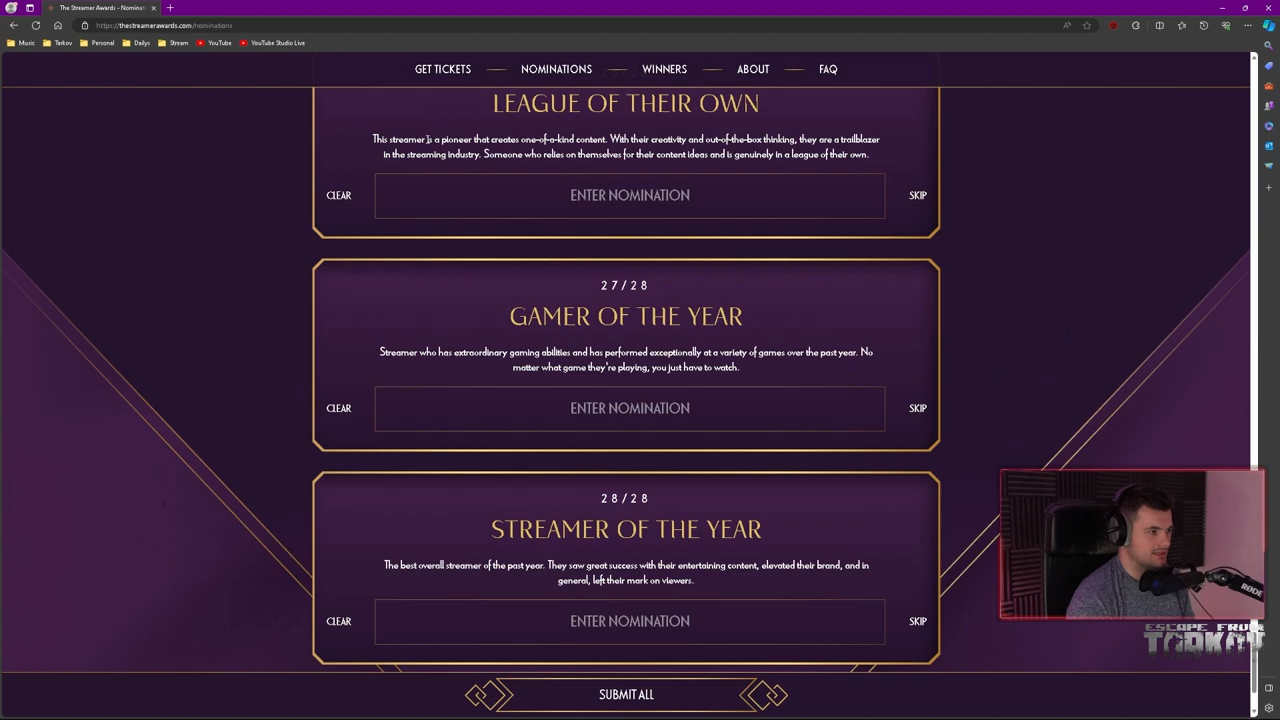 The Streamer Awards - Nominat
https://thestreamerawards.com/nominations
Music Tarkov Personal Dailys Stream YouTube YouTube Studio Live
GET TICKETS NOMINATIONS WINNERS ABOUT FAQ
LEAGUE OF THEIR OWN
This streamer is a pioneer that creates one-of-a-kind content. With their creativity and out-of-the-box thinking, they are a trailblazer
in the streaming industry. Someone who relies on themselves for their content ideas and is genuinely in a league of their own.
CLEAR ENTER NOMINATION SKIP
27/28
GAMER OF THE YEAR
Streamer who has extraordinary gaming abilities and has performed exceptionally at a variety of games over the past year. No
matter what game they're playing, you just have to watch.
CLEAR ENTER NOMINATION SKIP
28/28
STREAMER OF THE YEAR
The best overall streamer of the past year. They saw great success with their entertaining content, elevated their brand, and in
general, left their mark on viewers.
CLEAR ENTER NOMINATION SKIP
RØDE
ESCAPE FROM
TARKOV
SUBMIT ALL